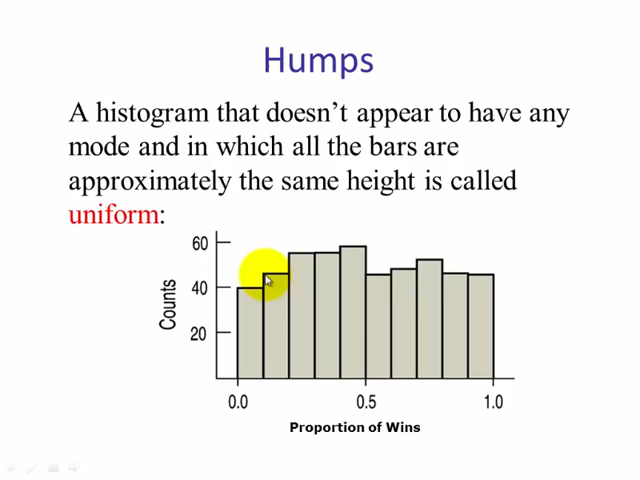 Humps
A histogram that doesn't appear to have any
mode and in which all the bars are
approximately the same height is called
uniform:
60
40
20
Counts
0.0 0.5 1.0
Proportion of Wins